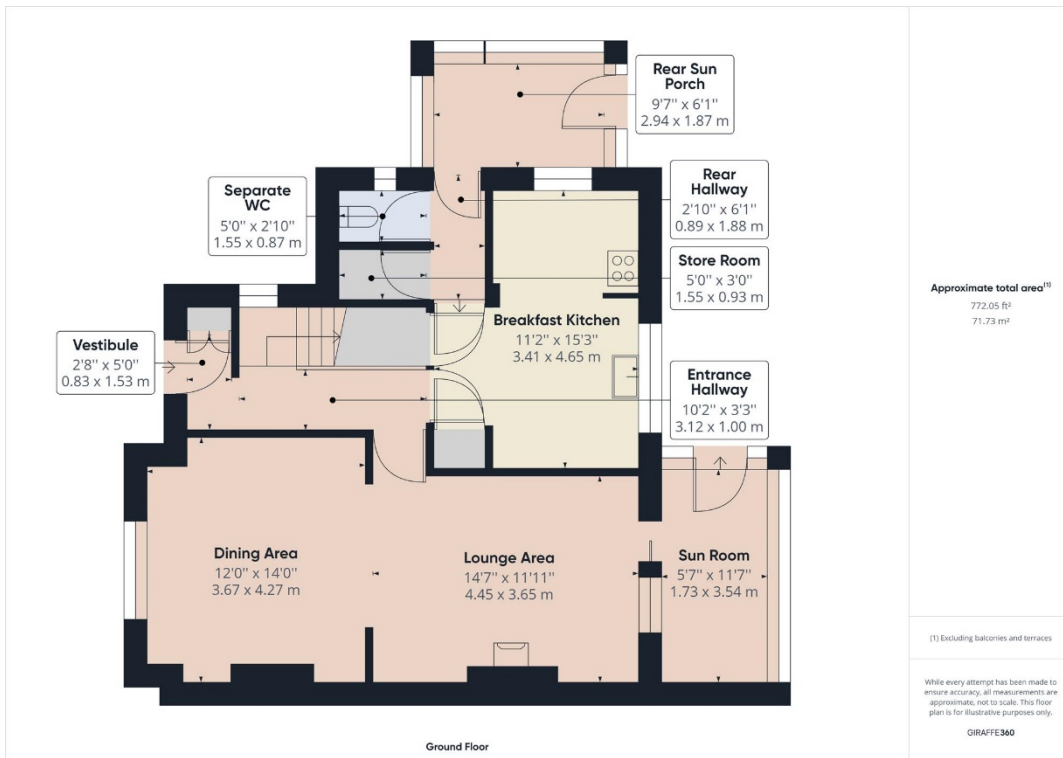 Rear Sun
Porch
9'7" x 6'1"
2.94 x 1.87 m
Separate
WC
5'0" x 2'10"
1.55 x 0.87 m
Rear
Hallway
2'10" x 6'1"
0.89 x 1.88 m
Store Room
5'0" x 3'0"
1.55 x 0.93 m
Vestibule
2'8" x 5'0"
0.83 x 1.53 m
Breakfast Kitchen
11'2" x 15'3"
3.41 x 4.65 m
Entrance
Hallway
10'2" x 3'3"
3.12 x 1.00 m
Dining Area
12'0" x 14'0"
3.67 x 4.27 m
Lounge Area
14'7" x 11'11"
4.45 x 3.65 m
Sun Room
5'7" x 11'7"
1.73 x 3.54 m
Ground Floor
Approximate total area(1)
772.05 ft²
71.73 m²
(1) Excluding balconies and terraces
While every attempt has been made to
ensure accuracy, all measurements are
approximate, not to scale. This floor
plan is for illustrative purposes only.
GIRAFFE360